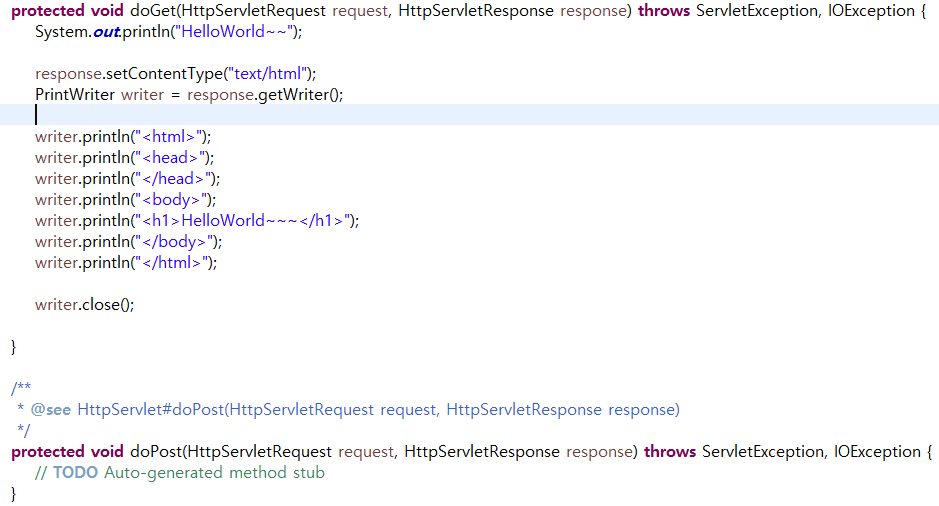 protected void doGet(HttpServletRequest request, HttpServletResponse response) throws ServletException, IOException {
System.out.println("HelloWorld~~");
response.setContentType("text/html");
PrintWriter writer = response.getWriter();
writer.println("<html>");
writer.println("<head>");
writer.println("</head>");
writer.println("<body>");
writer.println("<h1>HelloWorld~~~</h1>");
writer.println("</body>");
writer.println("</html>");
writer.close();
}
/**
* @see HttpServlet#doPost(HttpServletRequest request, HttpServletResponse response)
*/
protected void doPost(HttpServletRequest request, HttpServletResponse response) throws ServletException, IOException {
// TODO Auto-generated method stub
}